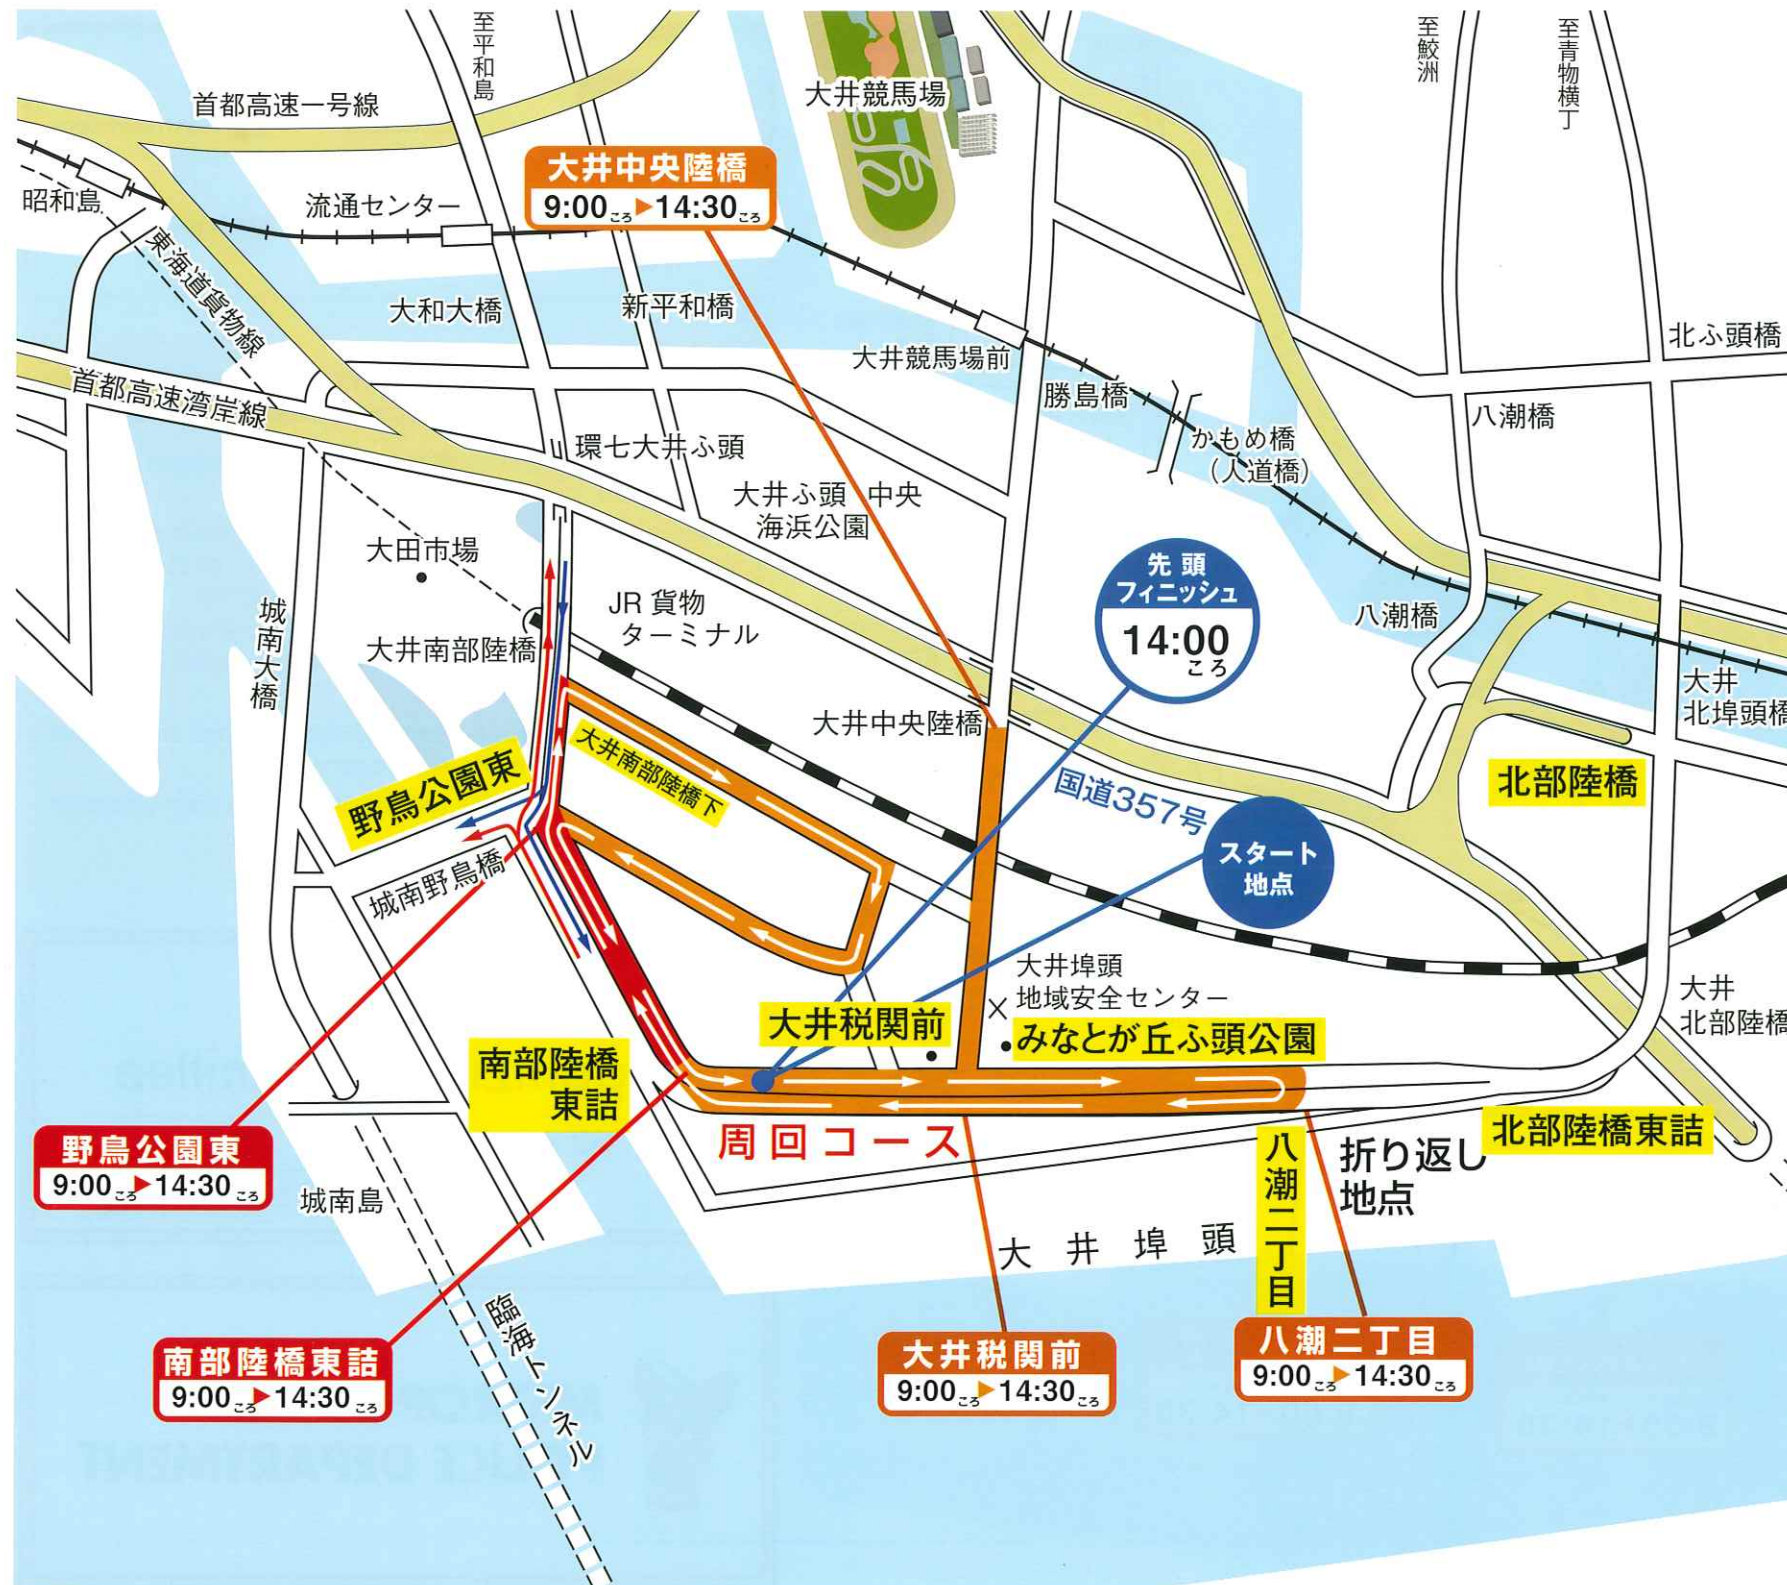 至平和島
至鮫洲
至青物横丁
首都高速一号線
大井競馬場
大井中央陸橋
9:00ころ▶14:30ころ
昭和島
流通センター
東海道貨物線
大和大橋
新平和橋
大井競馬場前
北ふ頭橋
首都高速湾岸線
勝島橋
八潮橋
かもめ橋
（人道橋）
環七大井ふ頭
大井ふ頭 中央
海浜公園
大田市場
先頭
フィニッシュ
14:00
ころ
城南大橋
JR 貨物
ターミナル
八潮橋
大井南部陸橋
大井
北埠頭橋
大井中央陸橋
大井南部陸橋下
野鳥公園東
国道357号
北部陸橋
スタート
地点
城南野鳥橋
大井埠頭
地域安全センター
大井
北部陸橋
大井税関前
みなとが丘ふ頭公園
南部陸橋
東詰
周回コース
北部陸橋東詰
八潮二丁目
折り返し
地点
野鳥公園東
9:00ころ▶14:30ころ
城南島
大井埠頭
臨海トンネル
南部陸橋東詰
9:00ころ▶14:30ころ
大井税関前
9:00ころ▶14:30ころ
八潮二丁目
9:00ころ▶14:30ころ